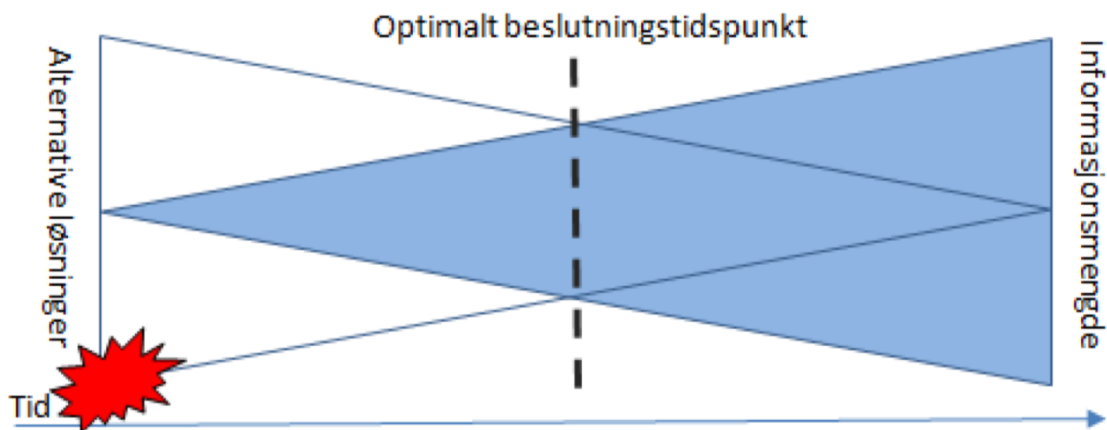 Optimalt beslutningstidspunkt
Alternative løsninger
Informasjonsmengde
Tid